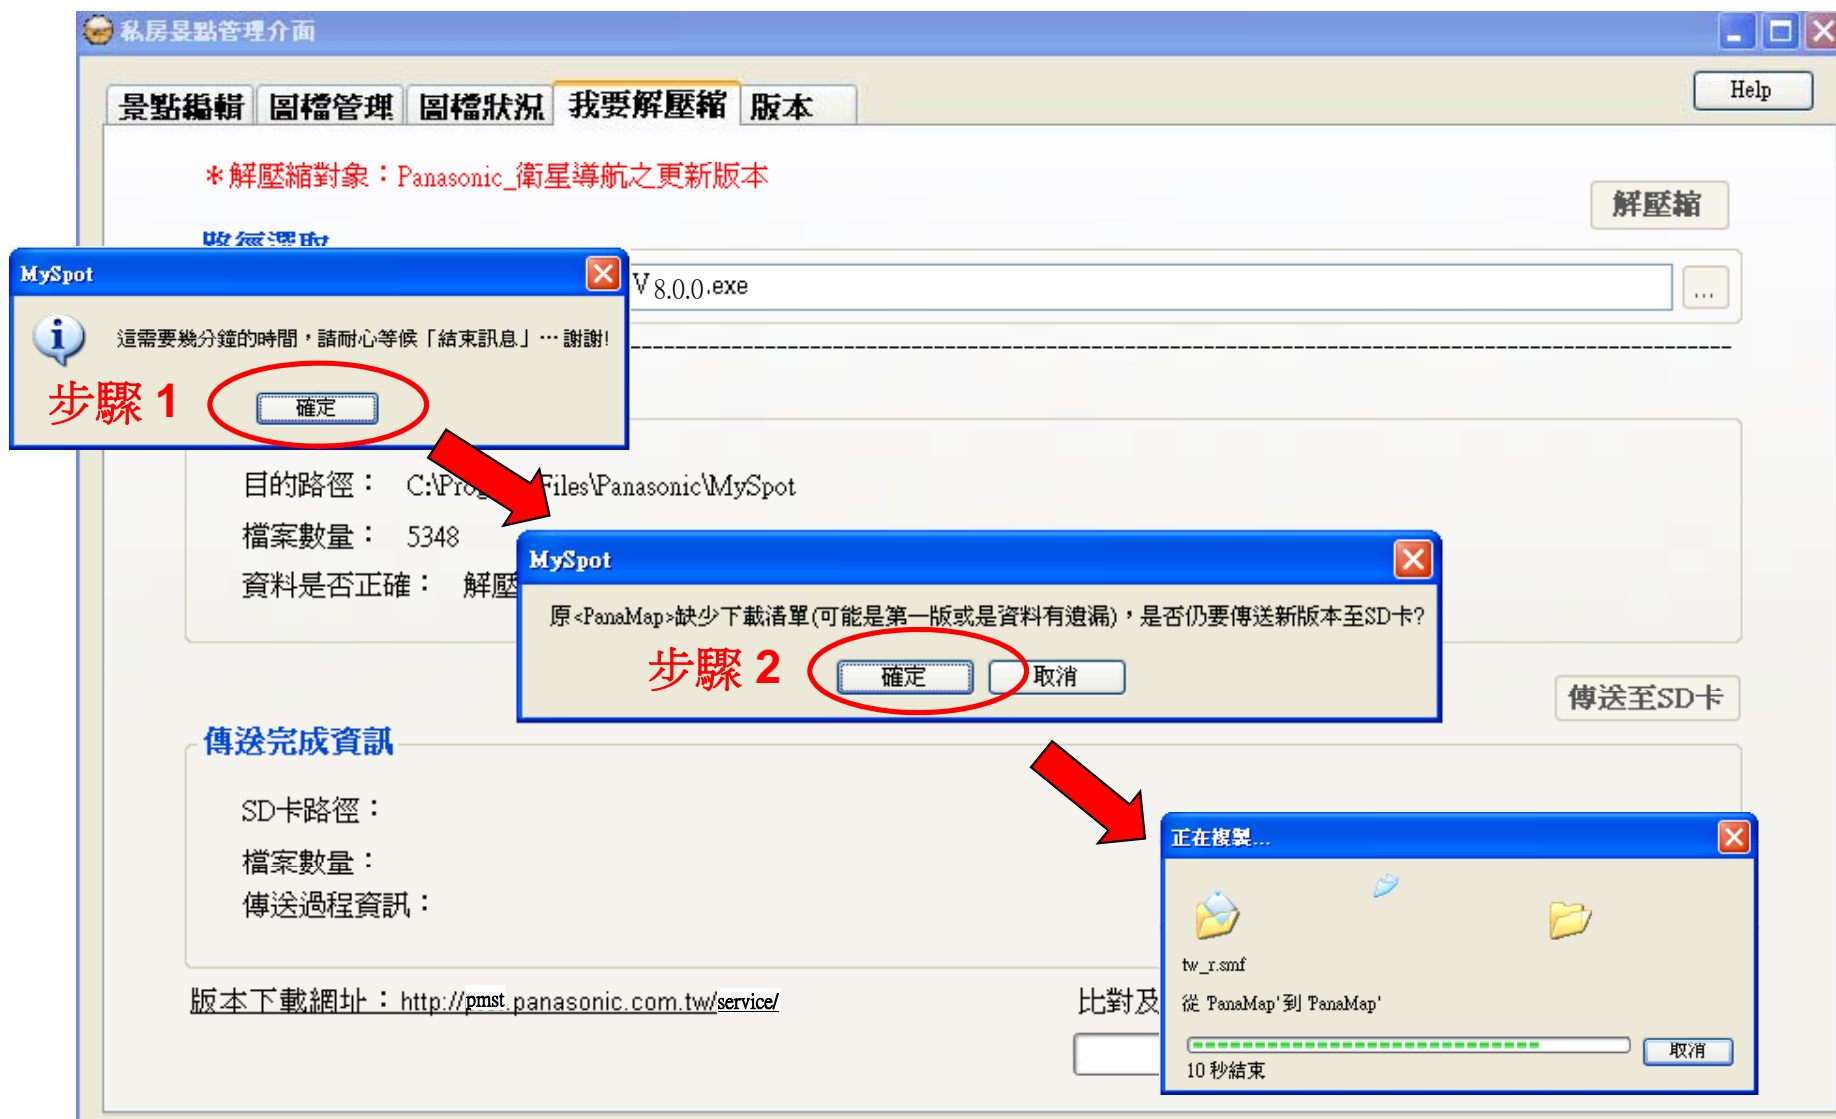 私房景點管理介面
Help
景點編輯 圖檔管理 圖檔狀況 我要解壓縮 版本
*解壓縮對象：Panasonic_衛星導航之更新版本
解壓縮
路徑選取
V 8.0.0.exe
...
MySpot
這需要幾分鐘的時間，請耐心等候「結束訊息」… 謝謝!
步驟 1
確定
目的路徑： C:\Prog Files\Panasonic\MySpot
檔案數量： 5348
資料是否正確： 解壓
MySpot
原<PanaMap>缺少下載清單(可能是第一版或是資料有遺漏)，是否仍要傳送新版本至SD卡?
步驟 2
確定 取消
傳送至SD卡
傳送完成資訊
SD卡路徑：
檔案數量：
傳送過程資訊：
正在複製...
tw_r.smf
從 'PanaMap' 到 'PanaMap'
取消
10 秒結束
版本下載網址：http://pmst.panasonic.com.tw/service/
比對及